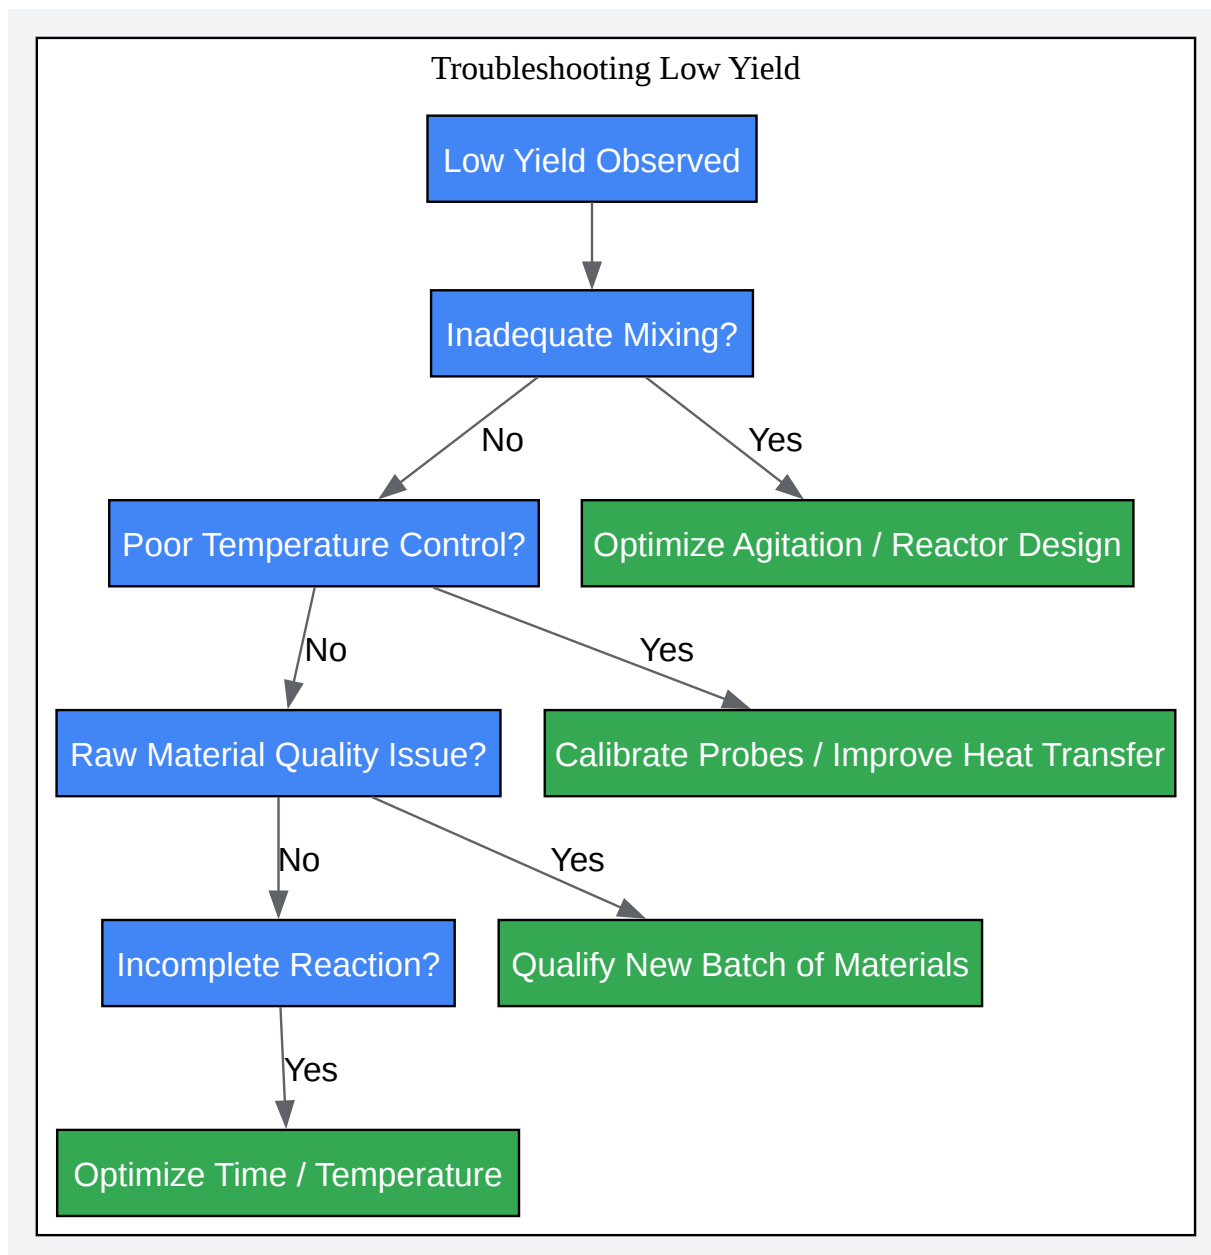 Troubleshooting Low Yield
Low Yield Observed
Inadequate Mixing?
No
Yes
Poor Temperature Control?
Optimize Agitation / Reactor Design
No
Yes
Raw Material Quality Issue?
Calibrate Probes / Improve Heat Transfer
No
Yes
Incomplete Reaction?
Qualify New Batch of Materials
Yes
Optimize Time / Temperature